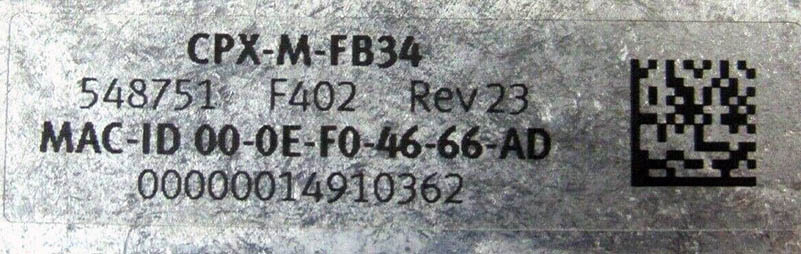 CPX-M-FB34
548751 F402 Rev 23
MAC-ID 00-0E-F0-46-66-AD
00000014910362